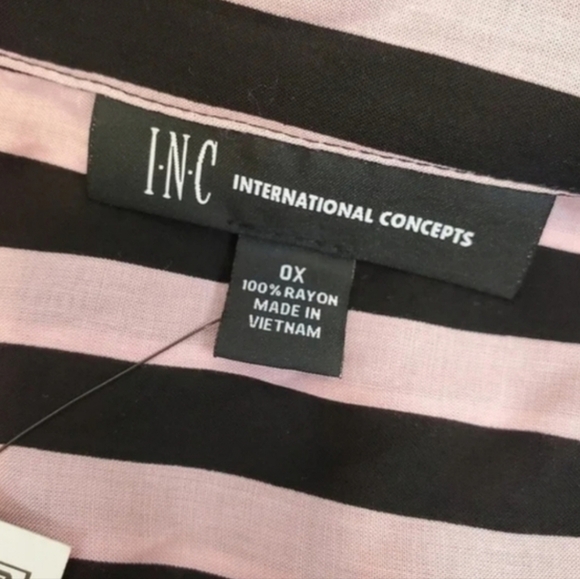 I·N·C INTERNATIONAL CONCEPTS
0X
100% RAYON
MADE IN
VIETNAM